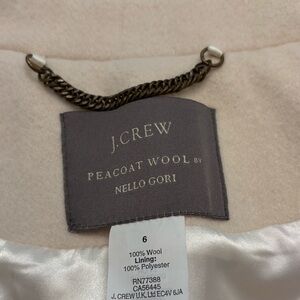 J.CREW
PEACOAT WOOL BY
NELLO GORI
6
100% Wool
Lining:
100% Polyester
RN77388
CA56445
J. CREW U.K. Ltd EC4V 6JA